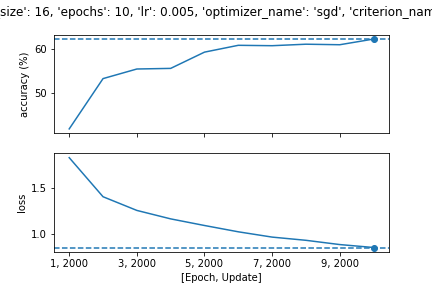 size': 16, 'epochs': 10, 'lr': 0.005, 'optimizer_name': 'sgd', 'criterion_nam
60
50
accuracy (%)
1.5
1.0
loss
1, 2000 3, 2000 5, 2000 7, 2000 9, 2000
[Epoch, Update]